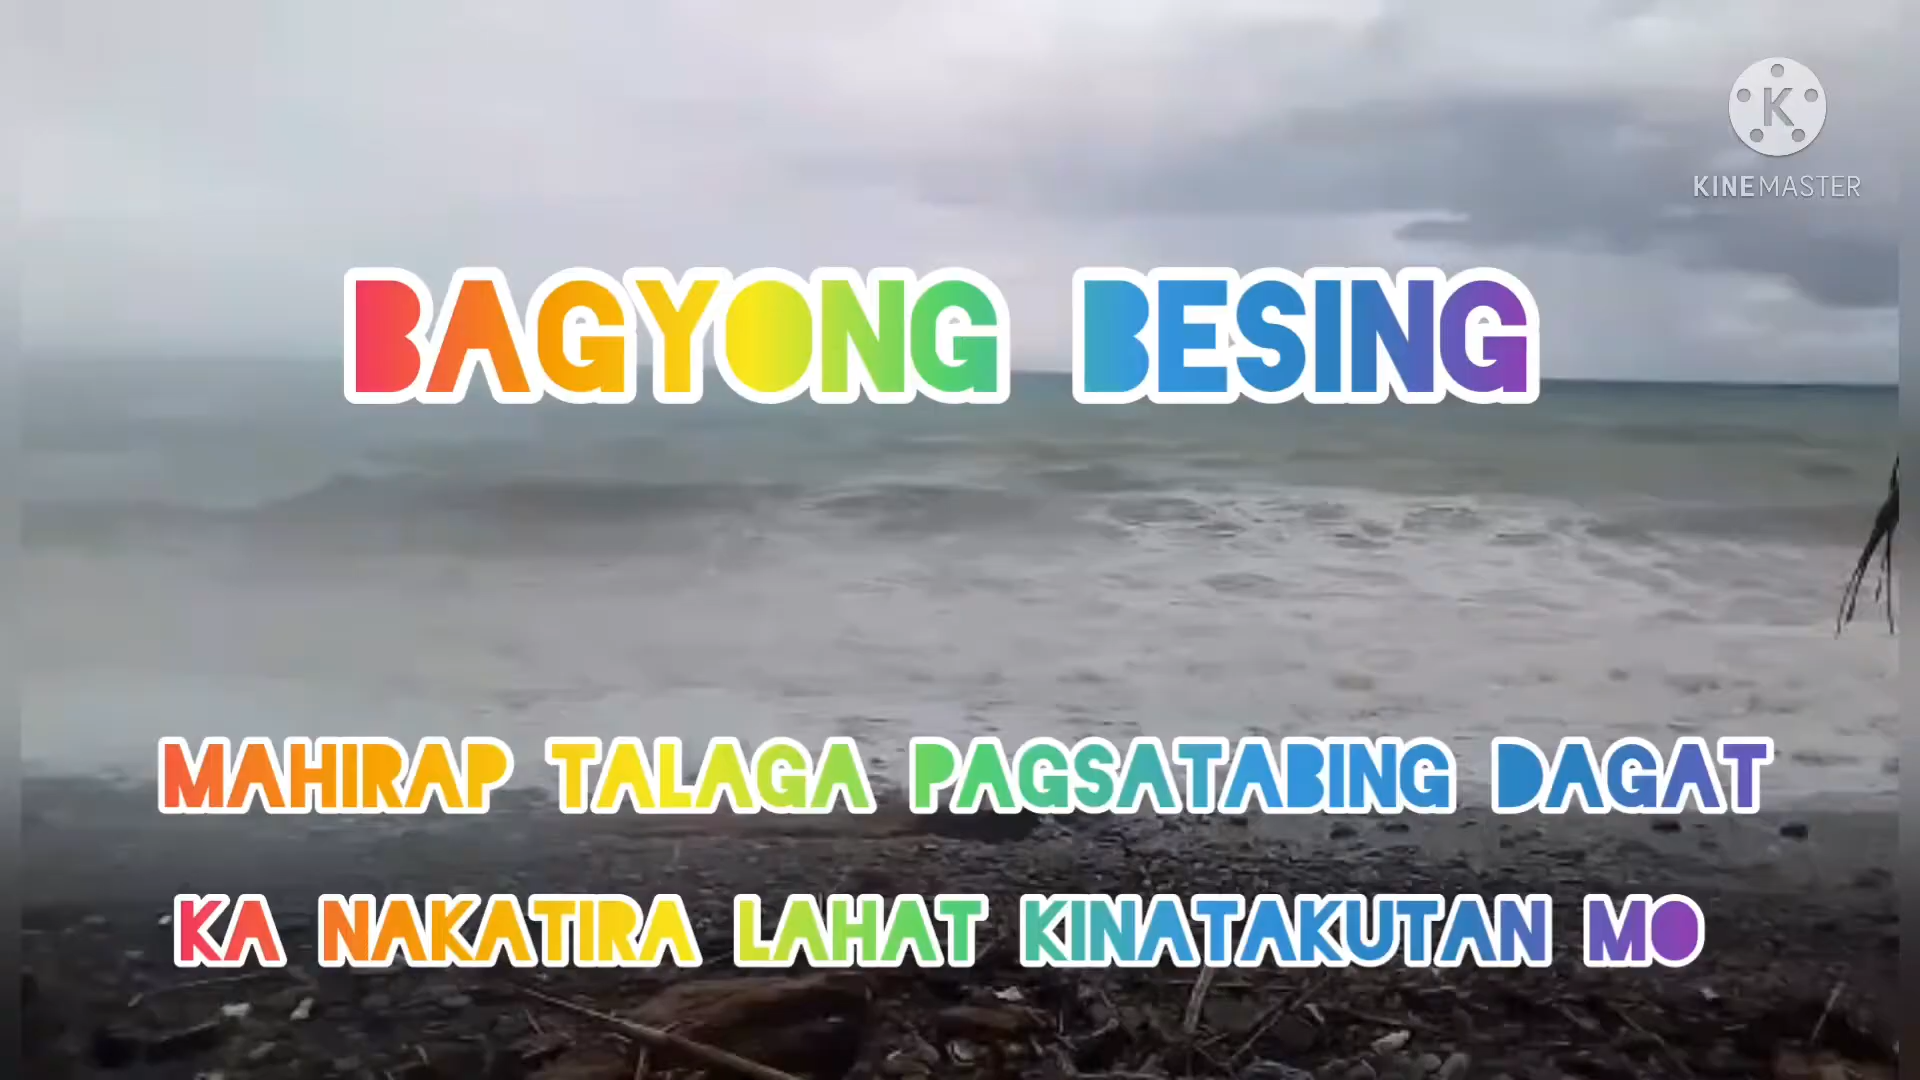 KINEMASTER
BAGYONG BESING
MAHIRAP TALAGA PAGSATABING DAGAT
KA NAKATIRA LAHAT KINATAKUTAN MO